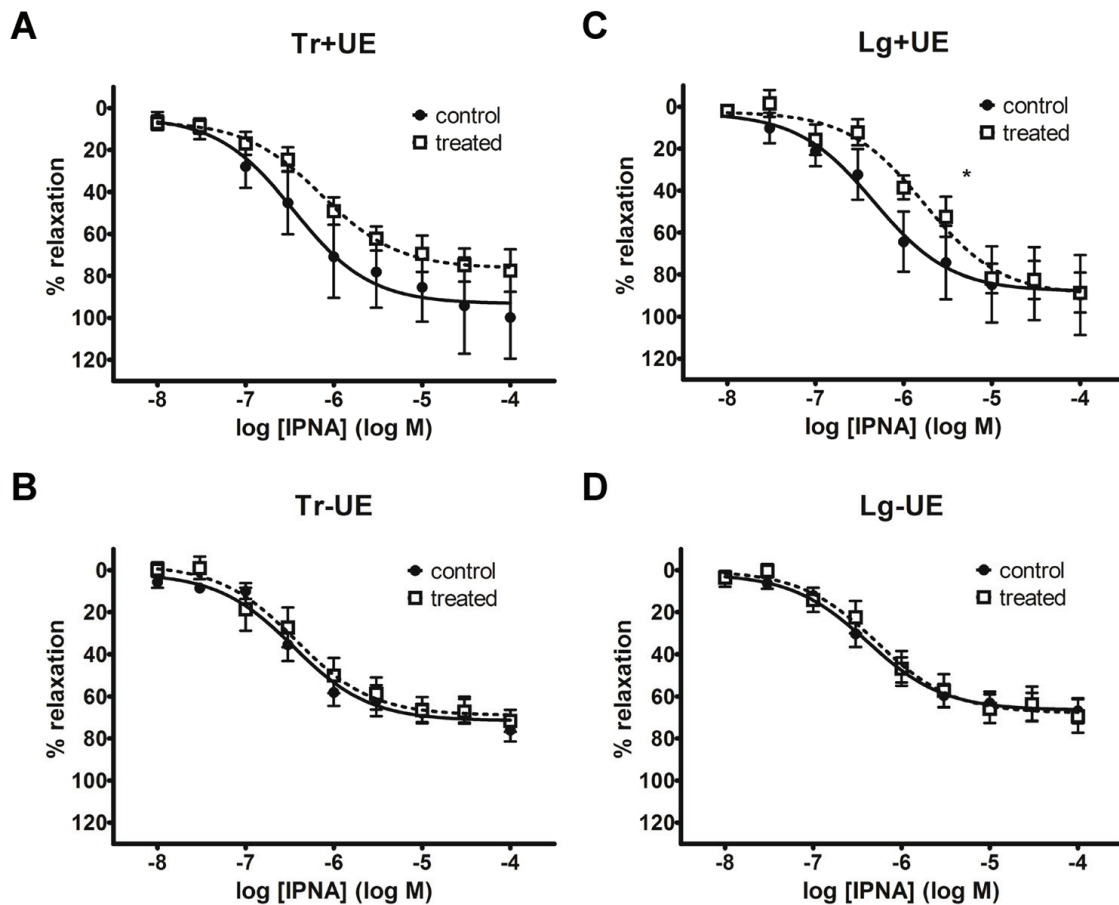 A
Tr+UE
control
treated
0
20
40
60
80
100
120
% relaxation
-8 -7 -6 -5 -4
log [IPNA] (log M)
C
Lg+UE
control
treated
*
0
20
40
60
80
100
120
% relaxation
-8 -7 -6 -5 -4
log [IPNA] (log M)
B
Tr-UE
control
treated
0
20
40
60
80
100
120
% relaxation
-8 -7 -6 -5 -4
log [IPNA] (log M)
D
Lg-UE
control
treated
0
20
40
60
80
100
120
% relaxation
-8 -7 -6 -5 -4
log [IPNA] (log M)